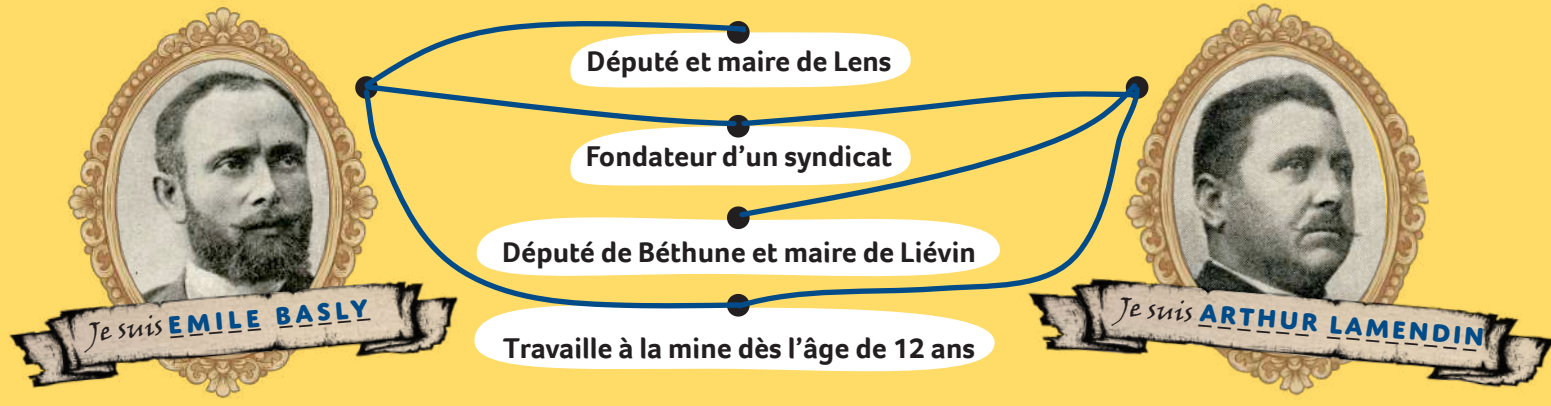 Député et maire de Lens
Fondateur d'un syndicat
Député de Béthune et maire de Liévin
Travaille à la mine dès l'âge de 12 ans
Je suis EMILE BASLY
Je suis ARTHUR LAMENDIN